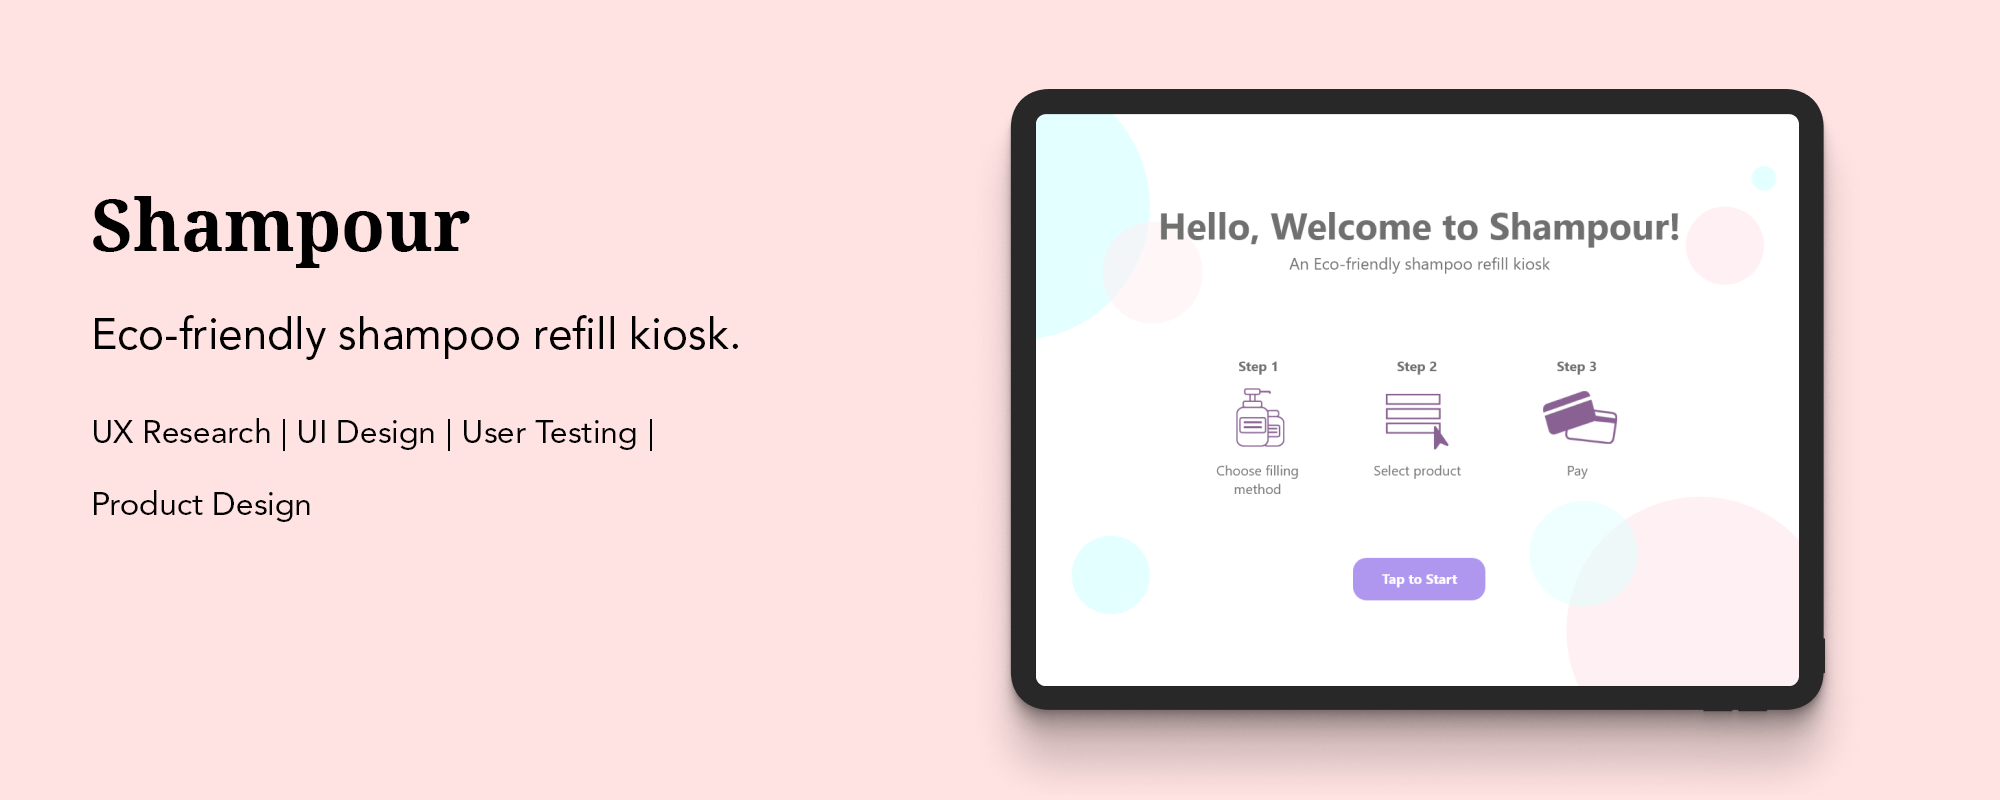 Shampour
Eco-friendly shampoo refill kiosk.
UX Research | UI Design | User Testing |
Product Design
Hello, Welcome to Shampour!
An Eco-friendly shampoo refill kiosk
Step 1
Choose filling
method
Step 2
Select product
Step 3
Pay
Tap to Start